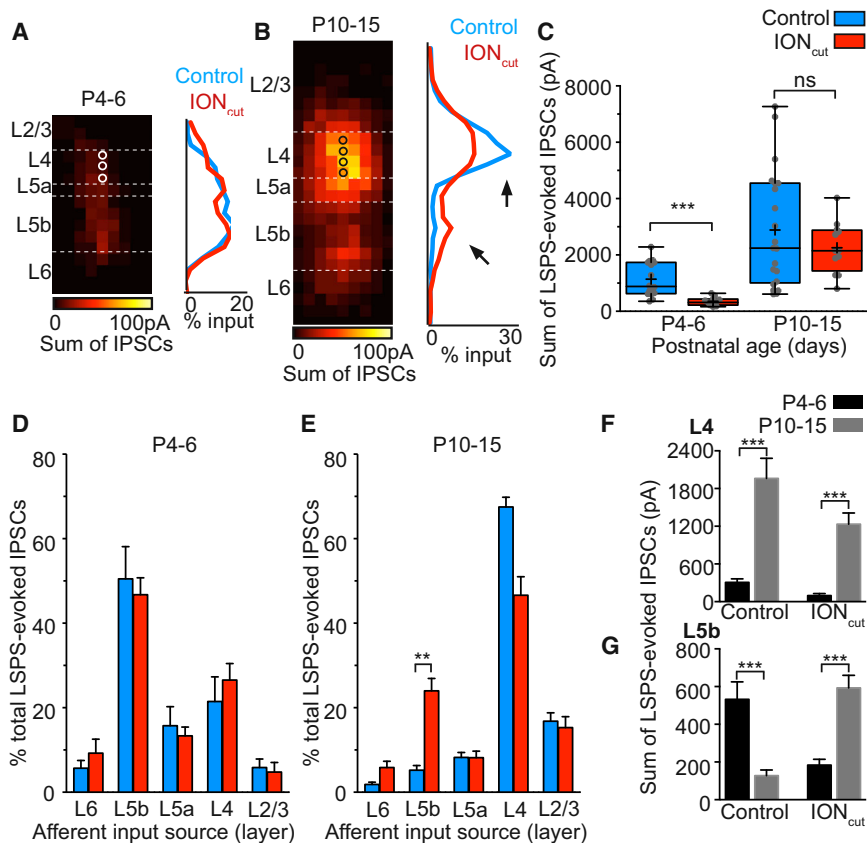 A
P4-6
Control
IONcut
L2/3
L4
L5a
L5b
L6
0
100pA
Sum of IPSCs
0
20
% input
B
P10-15
Control
IONcut
L2/3
L4
L5a
L5b
L6
0
100pA
Sum of IPSCs
0
30
% input
C
Control
IONcut
Sum of LSPS-evoked IPSCs (pA)
8000
6000
4000
2000
0
***
ns
P4-6
P10-15
Postnatal age (days)
D
P4-6
% total LSPS-evoked IPSCs
80
60
40
20
0
L6 L5b L5a L4 L2/3
Afferent input source (layer)
E
P10-15
% total LSPS-evoked IPSCs
80
60
40
20
0
**
L6 L5b L5a L4 L2/3
Afferent input source (layer)
P4-6
P10-15
F
L4
Sum of LSPS-evoked IPSCs (pA)
2400
1800
1200
600
0
***
***
Control
IONcut
G
L5b
800
600
400
200
0
***
***
Control
IONcut